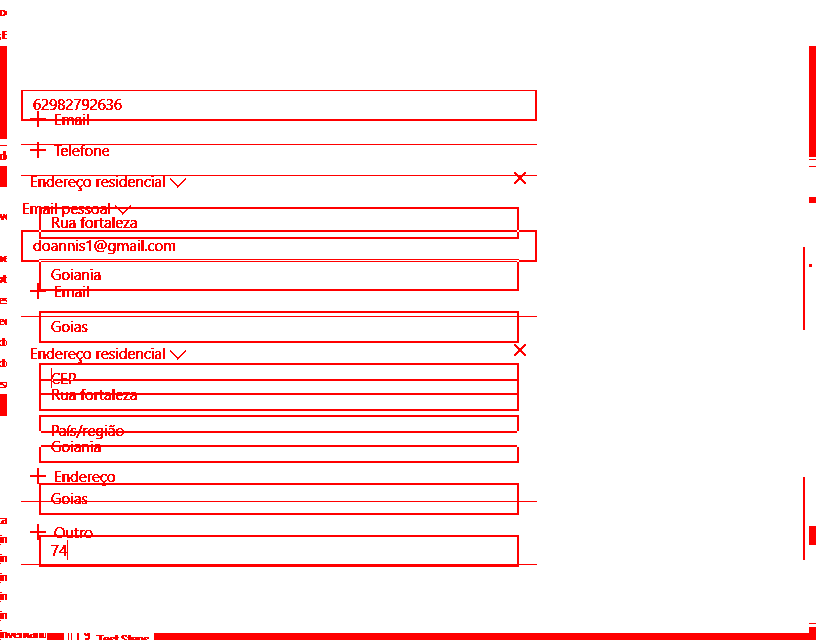 62982792636
Email
Telefone
Endereço residencial
Email pessoal
Rua fortaleza
doannis1@gmail.com
Goiania
Email
Goias
Endereço residencial
CEP
Rua fortaleza
País/região
Goiania
Endereço
Goias
Outro
74
Test Steps